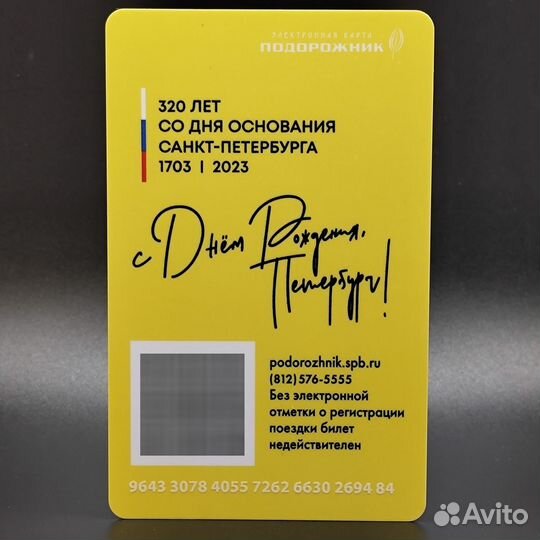 ЭЛЕКТРОННАЯ КАРТА
ПОДОРОЖНИК
320 ЛЕТ
СО ДНЯ ОСНОВАНИЯ
САНКТ-ПЕТЕРБУРГА
1703 | 2023
с Днём Рождения,
Петербург!
podorozhnik.spb.ru
(812) 576-5555
Без электронной
отметки о регистрации
поездки билет
недействителен
9643 3078 4055 7262 6630 2694 84
Avito